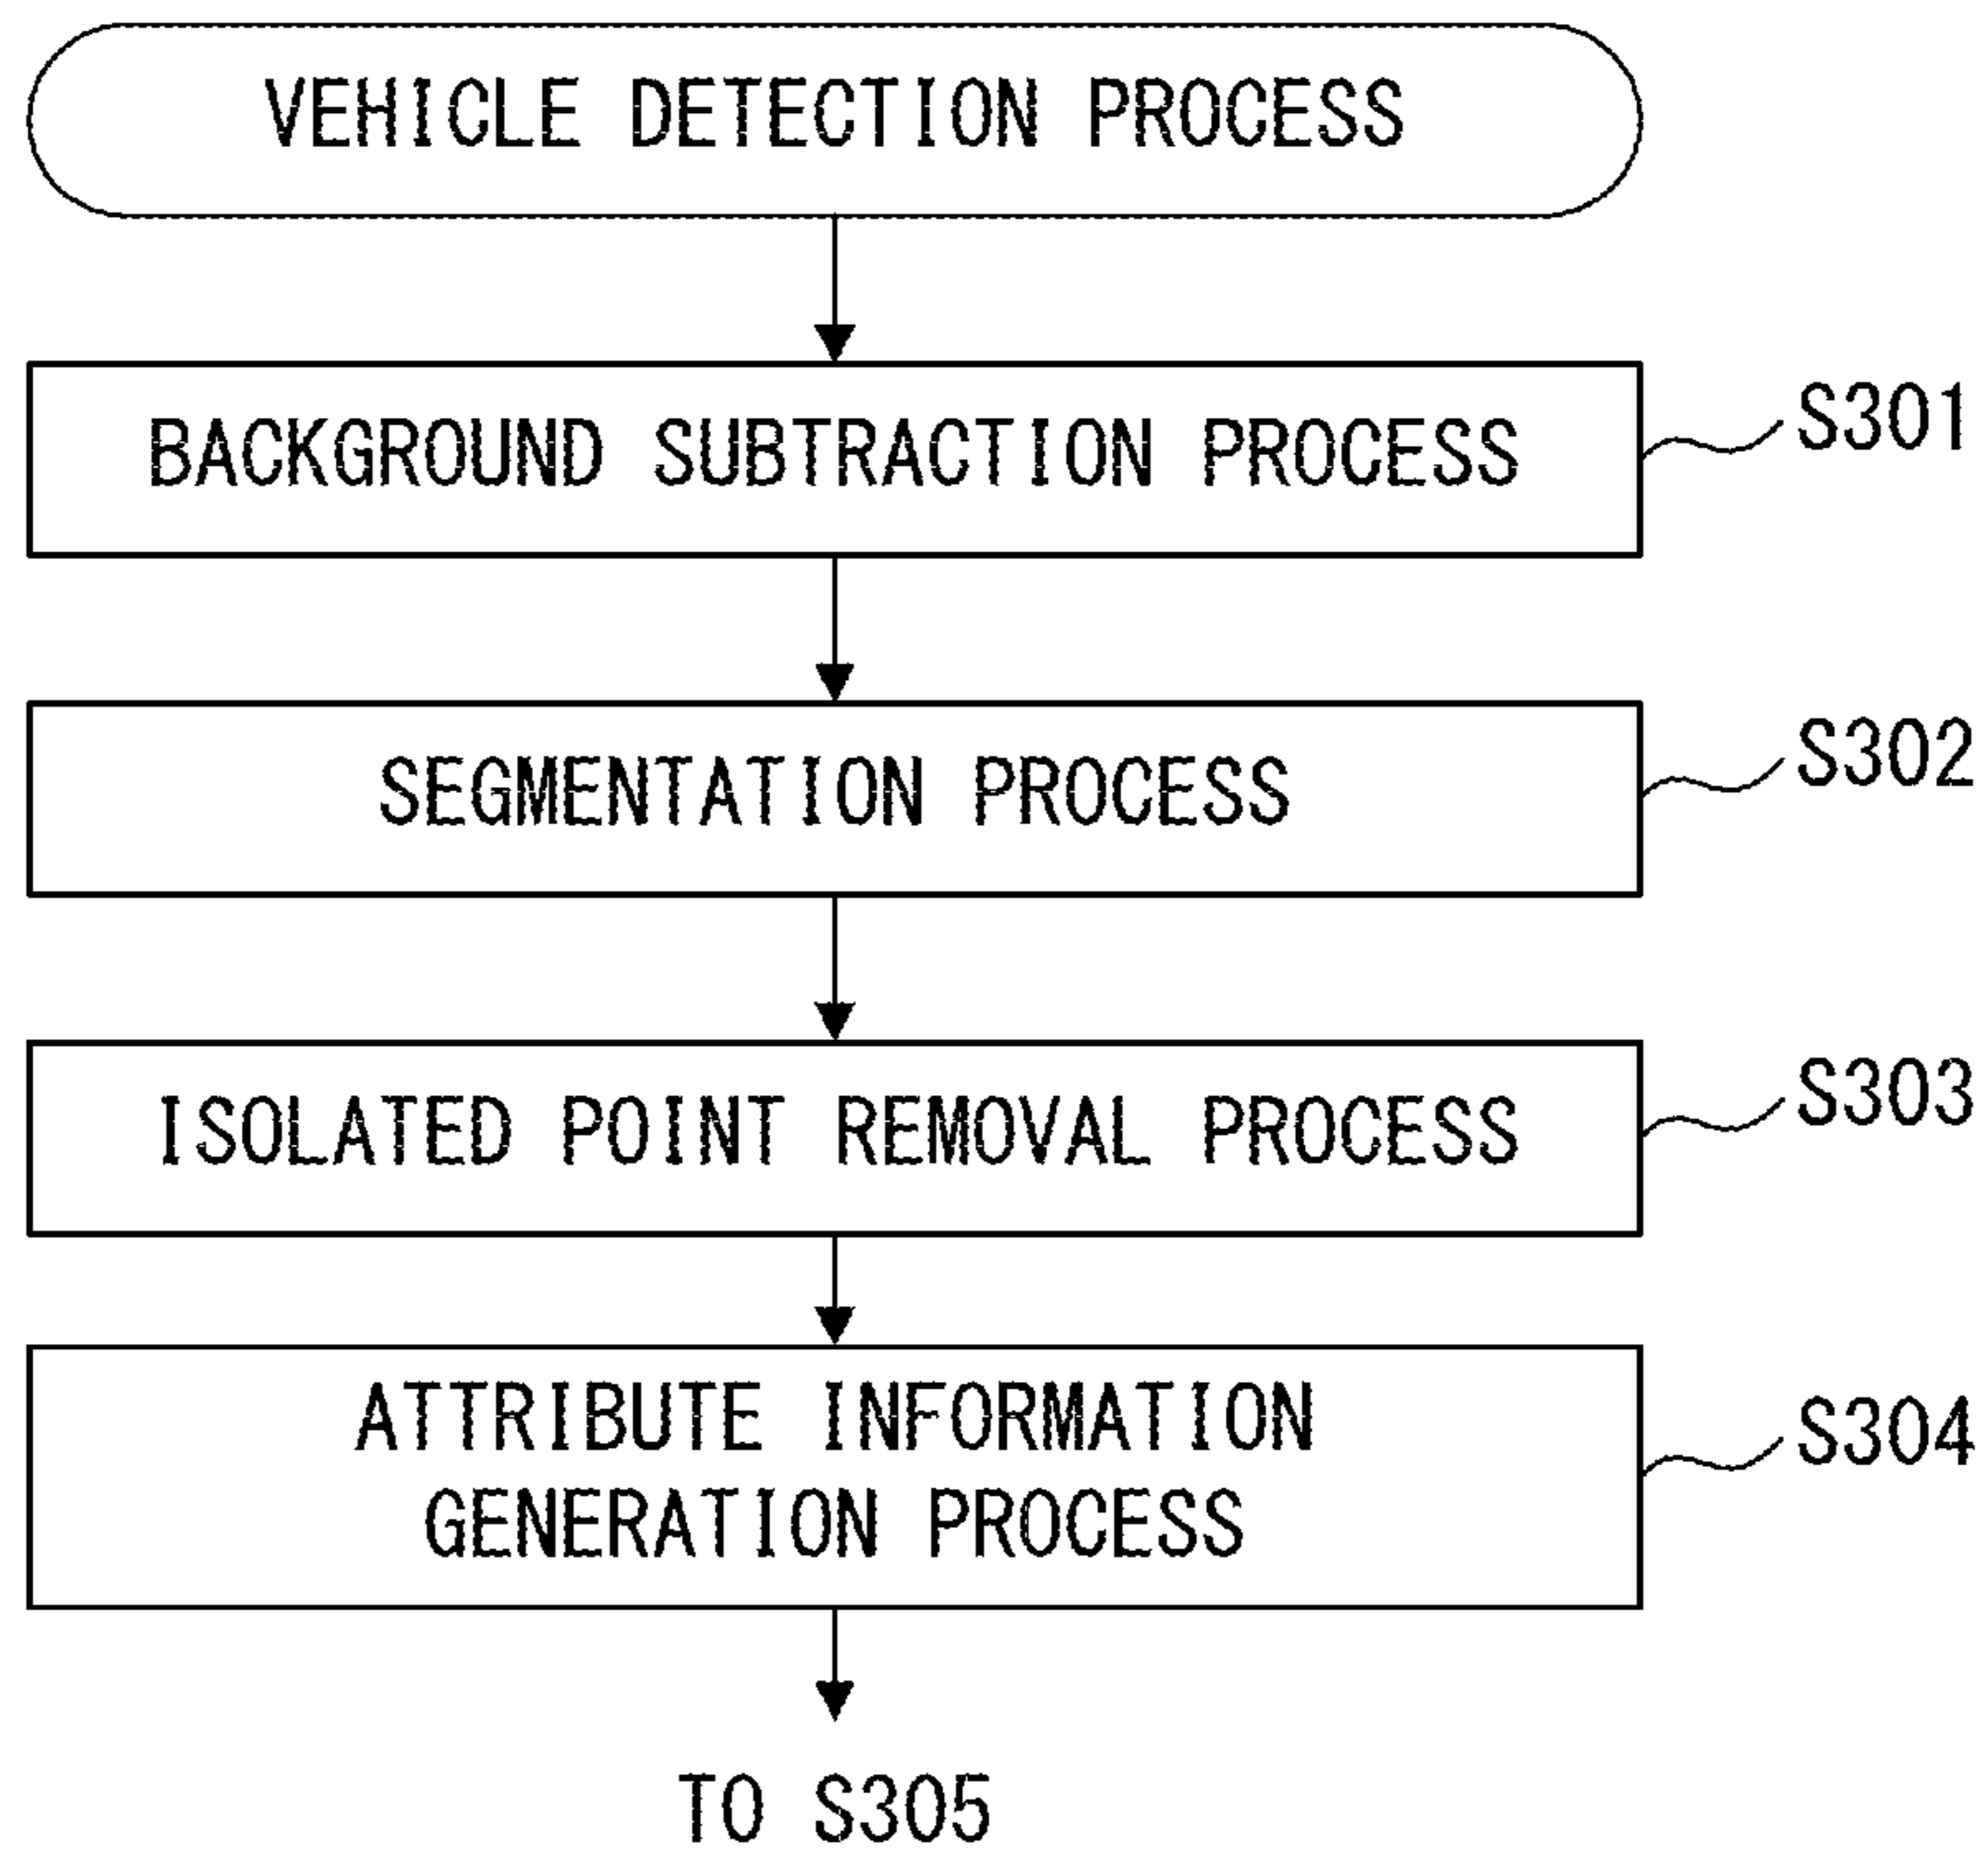 VEHICLE DETECTION PROCESS
BACKGROUND SUBTRACTION PROCESS
S301
SEGMENTATION PROCESS
S302
ISOLATED POINT REMOVAL PROCESS
S303
ATTRIBUTE INFORMATION
GENERATION PROCESS
S304
TO S305